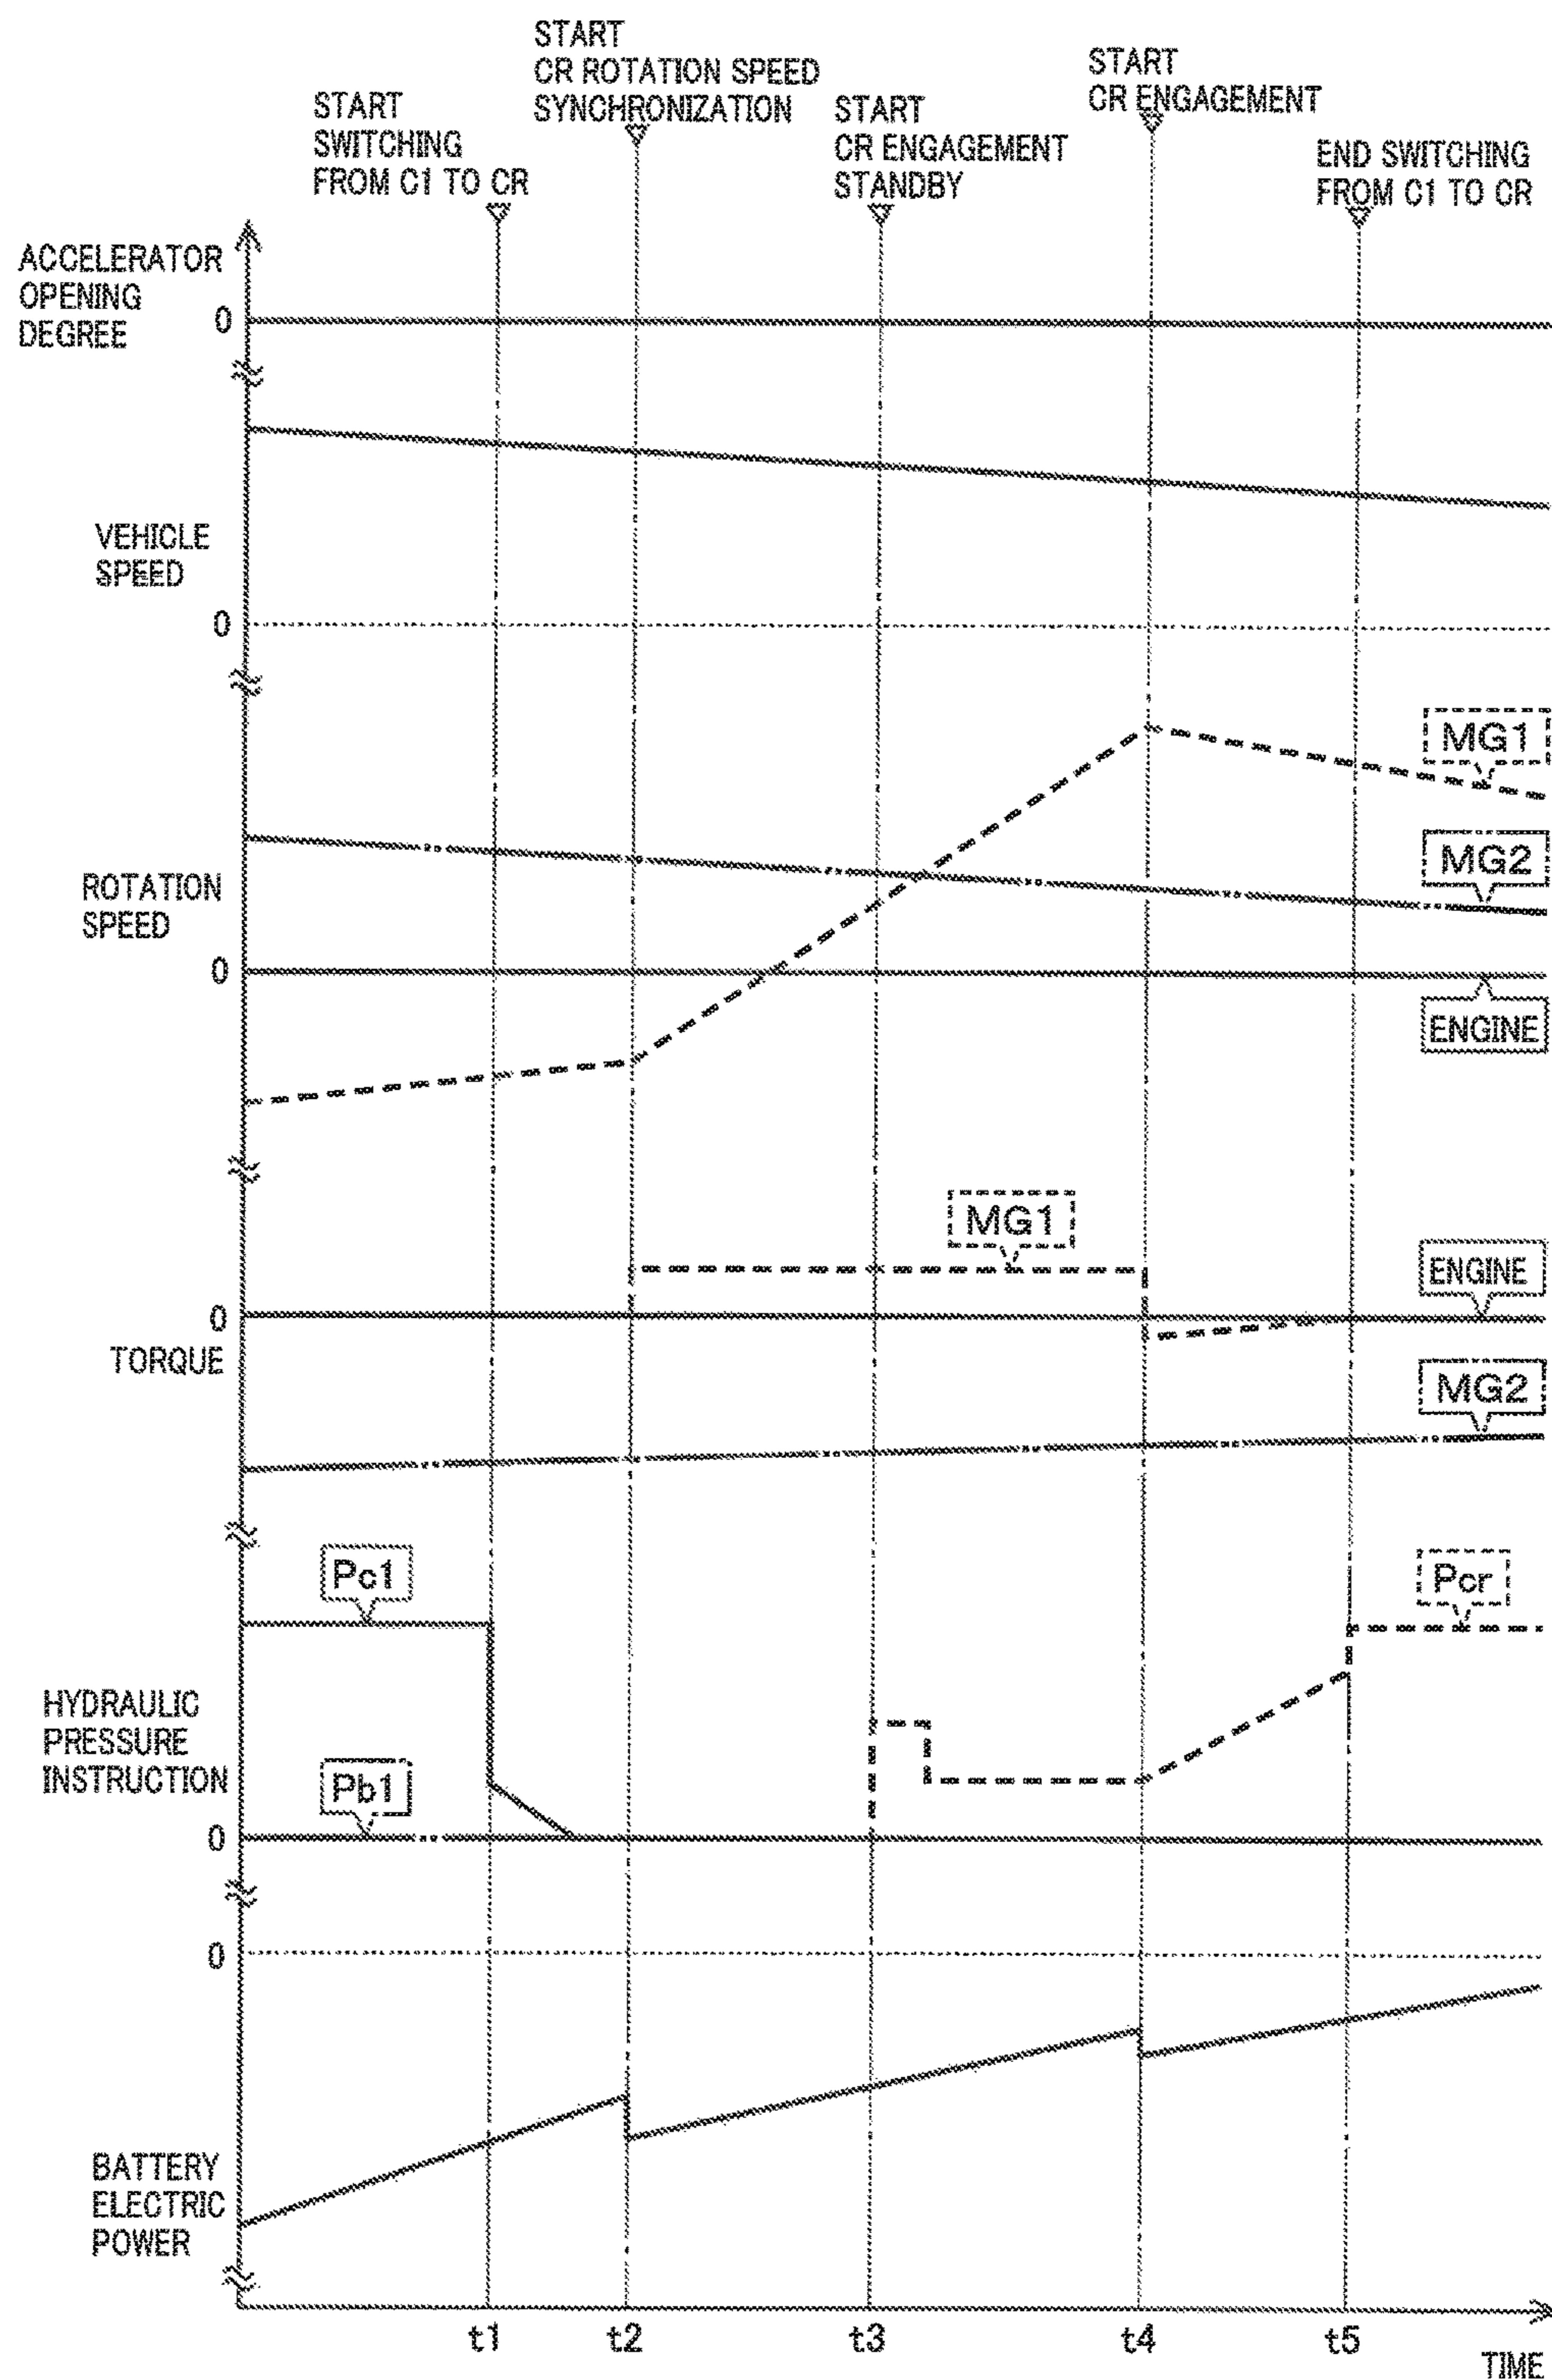 START
SWITCHING
FROM C1 TO CR
START
CR ROTATION SPEED
SYNCHRONIZATION
START
CR ENGAGEMENT
STANDBY
START
CR ENGAGEMENT
END SWITCHING
FROM C1 TO CR
ACCELERATOR
OPENING
DEGREE
0
VEHICLE
SPEED
0
MG1
MG2
ROTATION
SPEED
0
ENGINE
MG1
ENGINE
0
TORQUE
MG2
Pc1
Pcr
HYDRAULIC
PRESSURE
INSTRUCTION
Pb1
0
0
BATTERY
ELECTRIC
POWER
t1
t2
t3
t4
t5
TIME